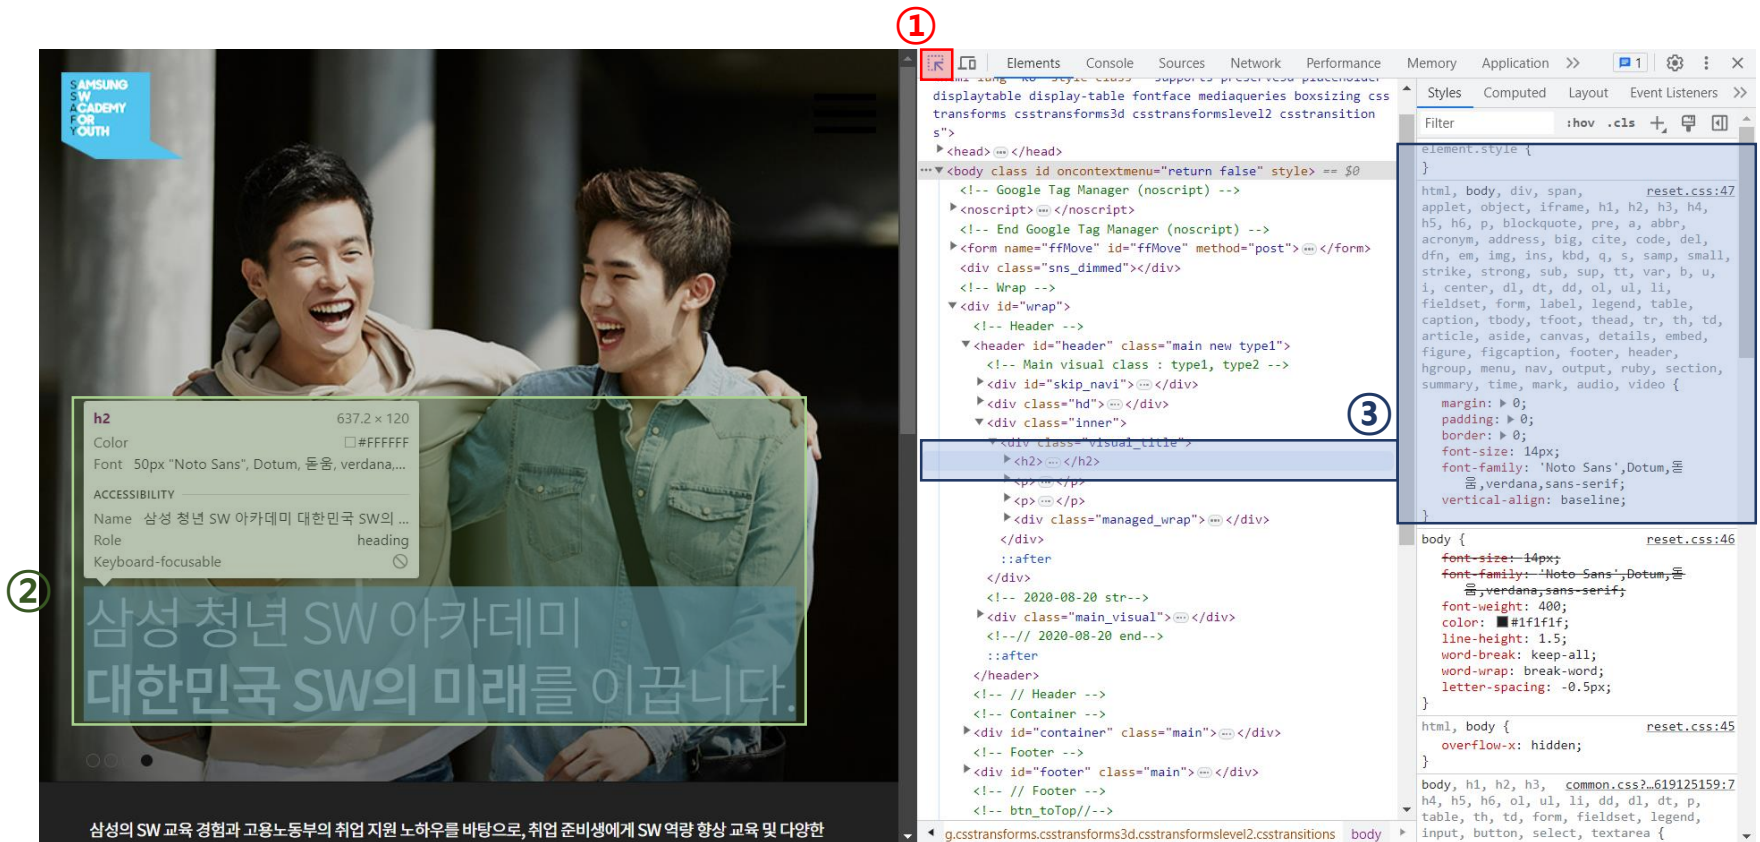 ①
SAMSUNG
SW
ACADEMY
FOR
YOUTH
h2 637.2 × 120
Color #FFFFFF
Font 50px "Noto Sans", Dotum, 돋움, verdana,...
ACCESSIBILITY
Name 삼성 청년 SW 아카데미 대한민국 SW의 ...
Role heading
Keyboard-focusable
②
삼성 청년 SW 아카데미
대한민국 SW의 미래를 이끕니다.
삼성의 SW 교육 경험과 고용노동부의 취업 지원 노하우를 바탕으로, 취업 준비생에게 SW 역량 향상 교육 및 다양한
Elements Console Sources Network Performance Memory Application >> 1
displaytable display-table fontface mediaqueries boxsizing css
transforms csstransforms3d csstransformslevel2 csstransition
s">
<head>…</head>
<body class id oncontextmenu="return false" style> == $0
<!-- Google Tag Manager (noscript) -->
<noscript>…</noscript>
<!-- End Google Tag Manager (noscript) -->
<form name="ffMove" id="ffMove" method="post">…</form>
<div class="sns_dimmed"></div>
<!-- Wrap -->
<div id="wrap">
<!-- Header -->
<header id="header" class="main new type1">
<!-- Main visual class : type1, type2 -->
<div id="skip_navi">…</div>
<div class="hd">…</div>
<div class="inner">
<div class="visual_title">
<h2>…</h2>
<p>…</p>
<p>…</p>
<div class="managed_wrap">…</div>
</div>
::after
</div>
<!-- 2020-08-20 str-->
<div class="main_visual">…</div>
<!--// 2020-08-20 end-->
::after
</header>
<!-- // Header -->
<!-- Container -->
<div id="container" class="main">…</div>
<!-- Footer -->
<div id="footer" class="main">…</div>
<!-- // Footer -->
<!-- btn_toTop//-->
g.csstransforms.csstransforms3d.csstransformslevel2.csstransitions body
③
Styles Computed Layout Event Listeners >>
Filter :hov .cls
element.style {
}
html, body, div, span, reset.css:47
applet, object, iframe, h1, h2, h3, h4,
h5, h6, p, blockquote, pre, a, abbr,
acronym, address, big, cite, code, del,
dfn, em, img, ins, kbd, q, s, samp, small,
strike, strong, sub, sup, tt, var, b, u,
i, center, dl, dt, dd, ol, ul, li,
fieldset, form, label, legend, table,
caption, tbody, tfoot, thead, tr, th, td,
article, aside, canvas, details, embed,
figure, figcaption, footer, header,
hgroup, menu, nav, output, ruby, section,
summary, time, mark, audio, video {
margin: 0;
padding: 0;
border: 0;
font-size: 14px;
font-family: 'Noto Sans',Dotum,돋
움,verdana,sans-serif;
vertical-align: baseline;
}
body { reset.css:46
font-size: 14px;
font-family: 'Noto Sans',Dotum,돋
움,verdana,sans-serif;
font-weight: 400;
color: #1f1f1f;
line-height: 1.5;
word-break: keep-all;
word-wrap: break-word;
letter-spacing: -0.5px;
}
html, body { reset.css:45
overflow-x: hidden;
}
body, h1, h2, h3, common.css?…619125159:7
h4, h5, h6, ol, ul, li, dd, dl, dt, p,
table, th, td, form, fieldset, legend,
input, button, select, textarea {